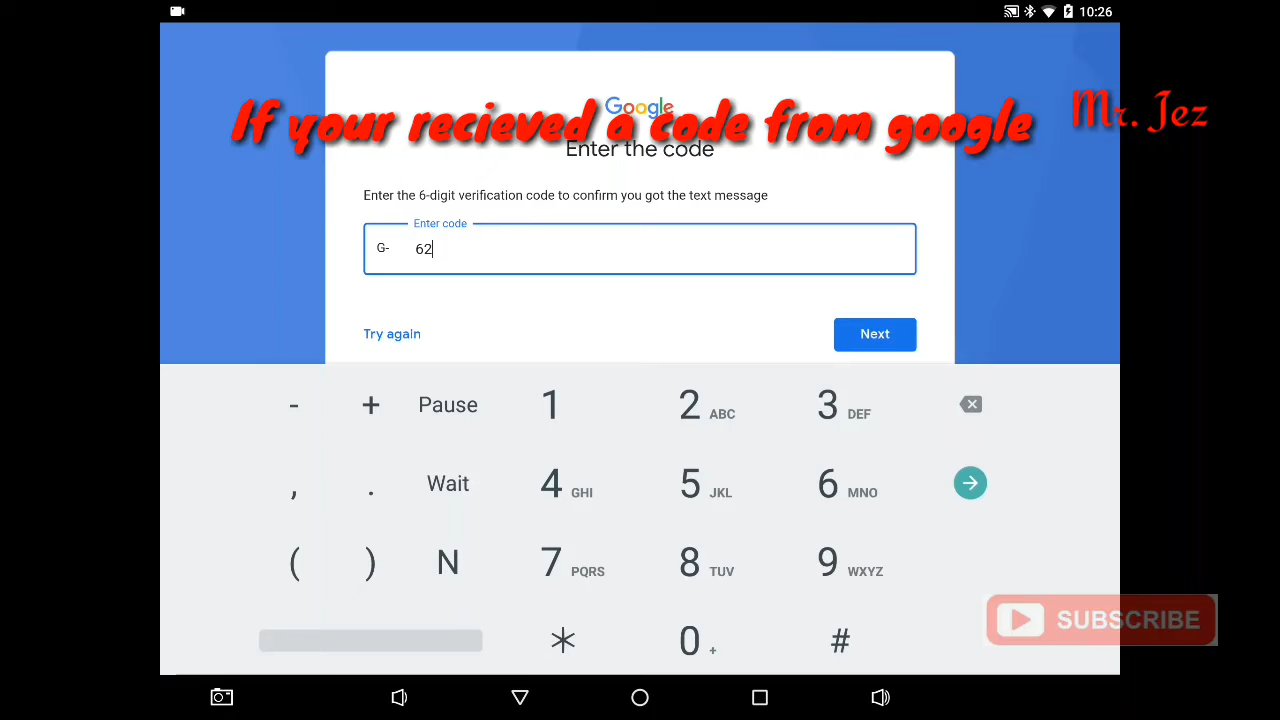 10:26
Google
If your recieved a code from google
Mr. Jez
Enter the code
Enter the 6-digit verification code to confirm you got the text message
Enter code
G- 62
Try again
Next
- + Pause 1 2 ABC 3 DEF
, . Wait 4 GHI 5 JKL 6 MNO
( ) N 7 PQRS 8 TUV 9 WXYZ
SUBSCRIBE
* 0 + #